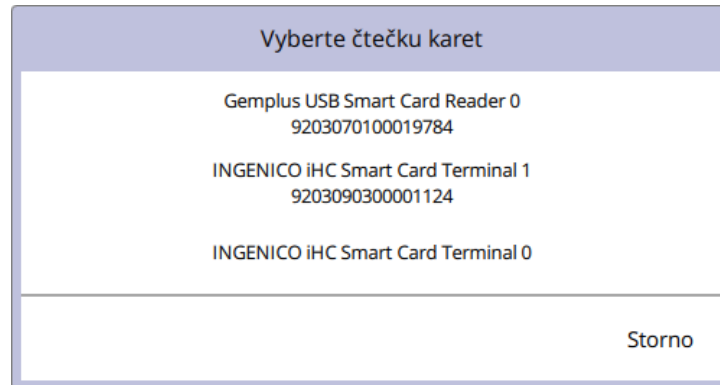 Vyberte čtečku karet
Gemplus USB Smart Card Reader 0
9203070100019784
INGENICO iHC Smart Card Terminal 1
9203090300001124
INGENICO iHC Smart Card Terminal 0
Storno